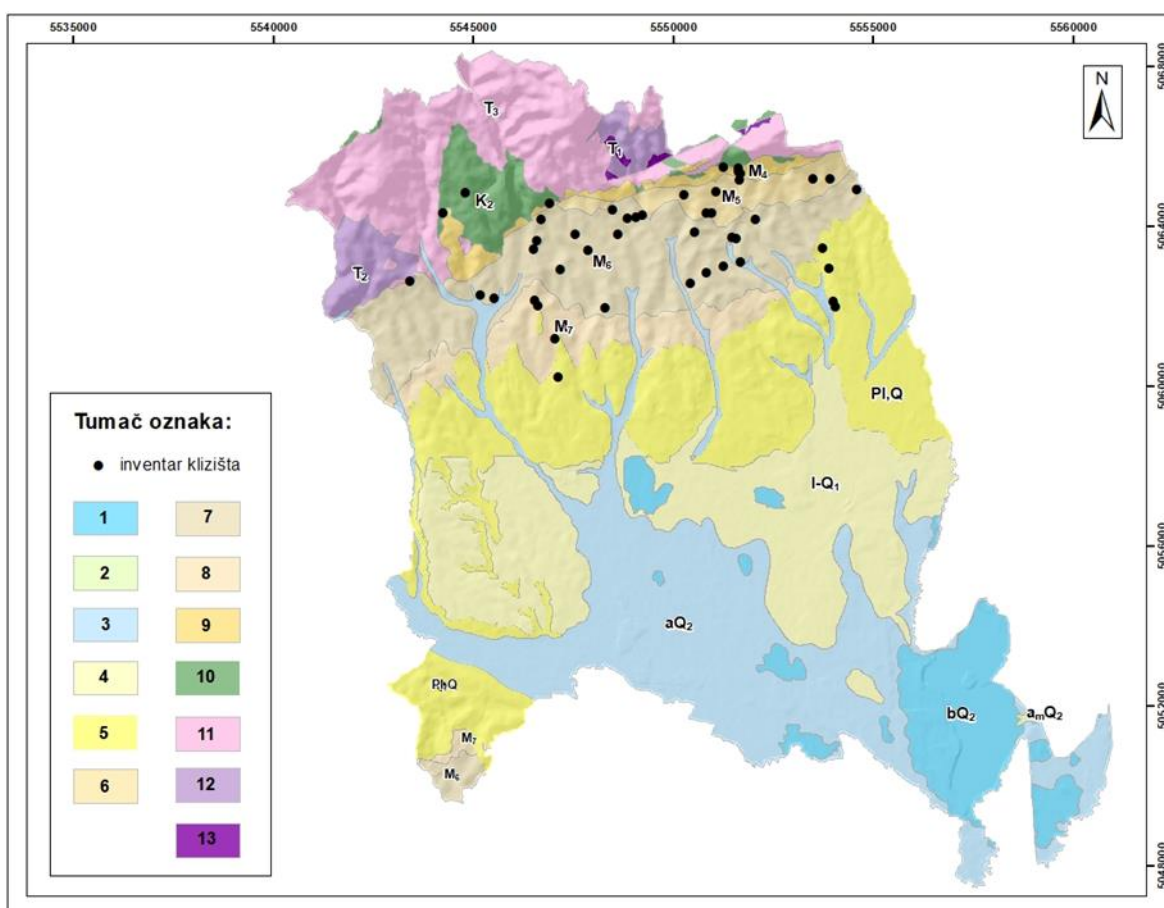 5535000 5540000 5545000 5550000 5555000 5560000
5068000
N
T₃
T₁
M₄
K₂
M₅
5064000
T₂
M₆
M₇
5060000
Pl,Q
Tumač oznaka:
inventar klizišta
l-Q₁
1 7
2 8
5056000
3 9
aQ₂
4 10
5 11
bQ₂ aₘQ₂
5052000
M₇
6 12
M₆
13
5048000